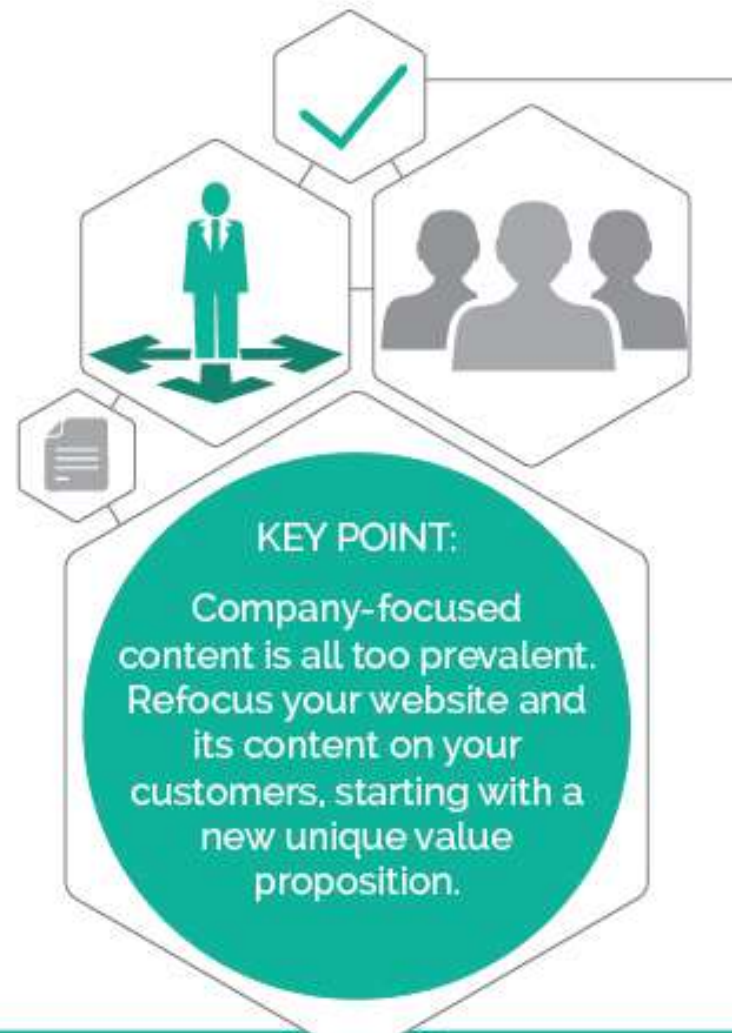 KEY POINT:
Company-focused
content is all too prevalent.
Refocus your website and
its content on your
customers, starting with a
new unique value
proposition.